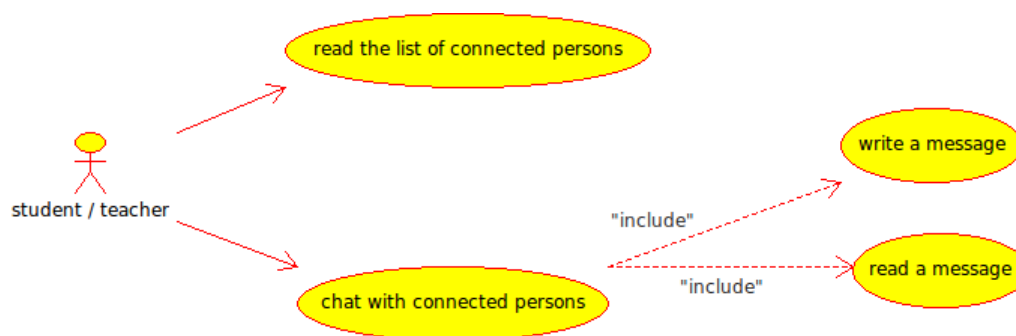 read the list of connected persons
write a message
student / teacher
"include"
read a message
"include"
chat with connected persons